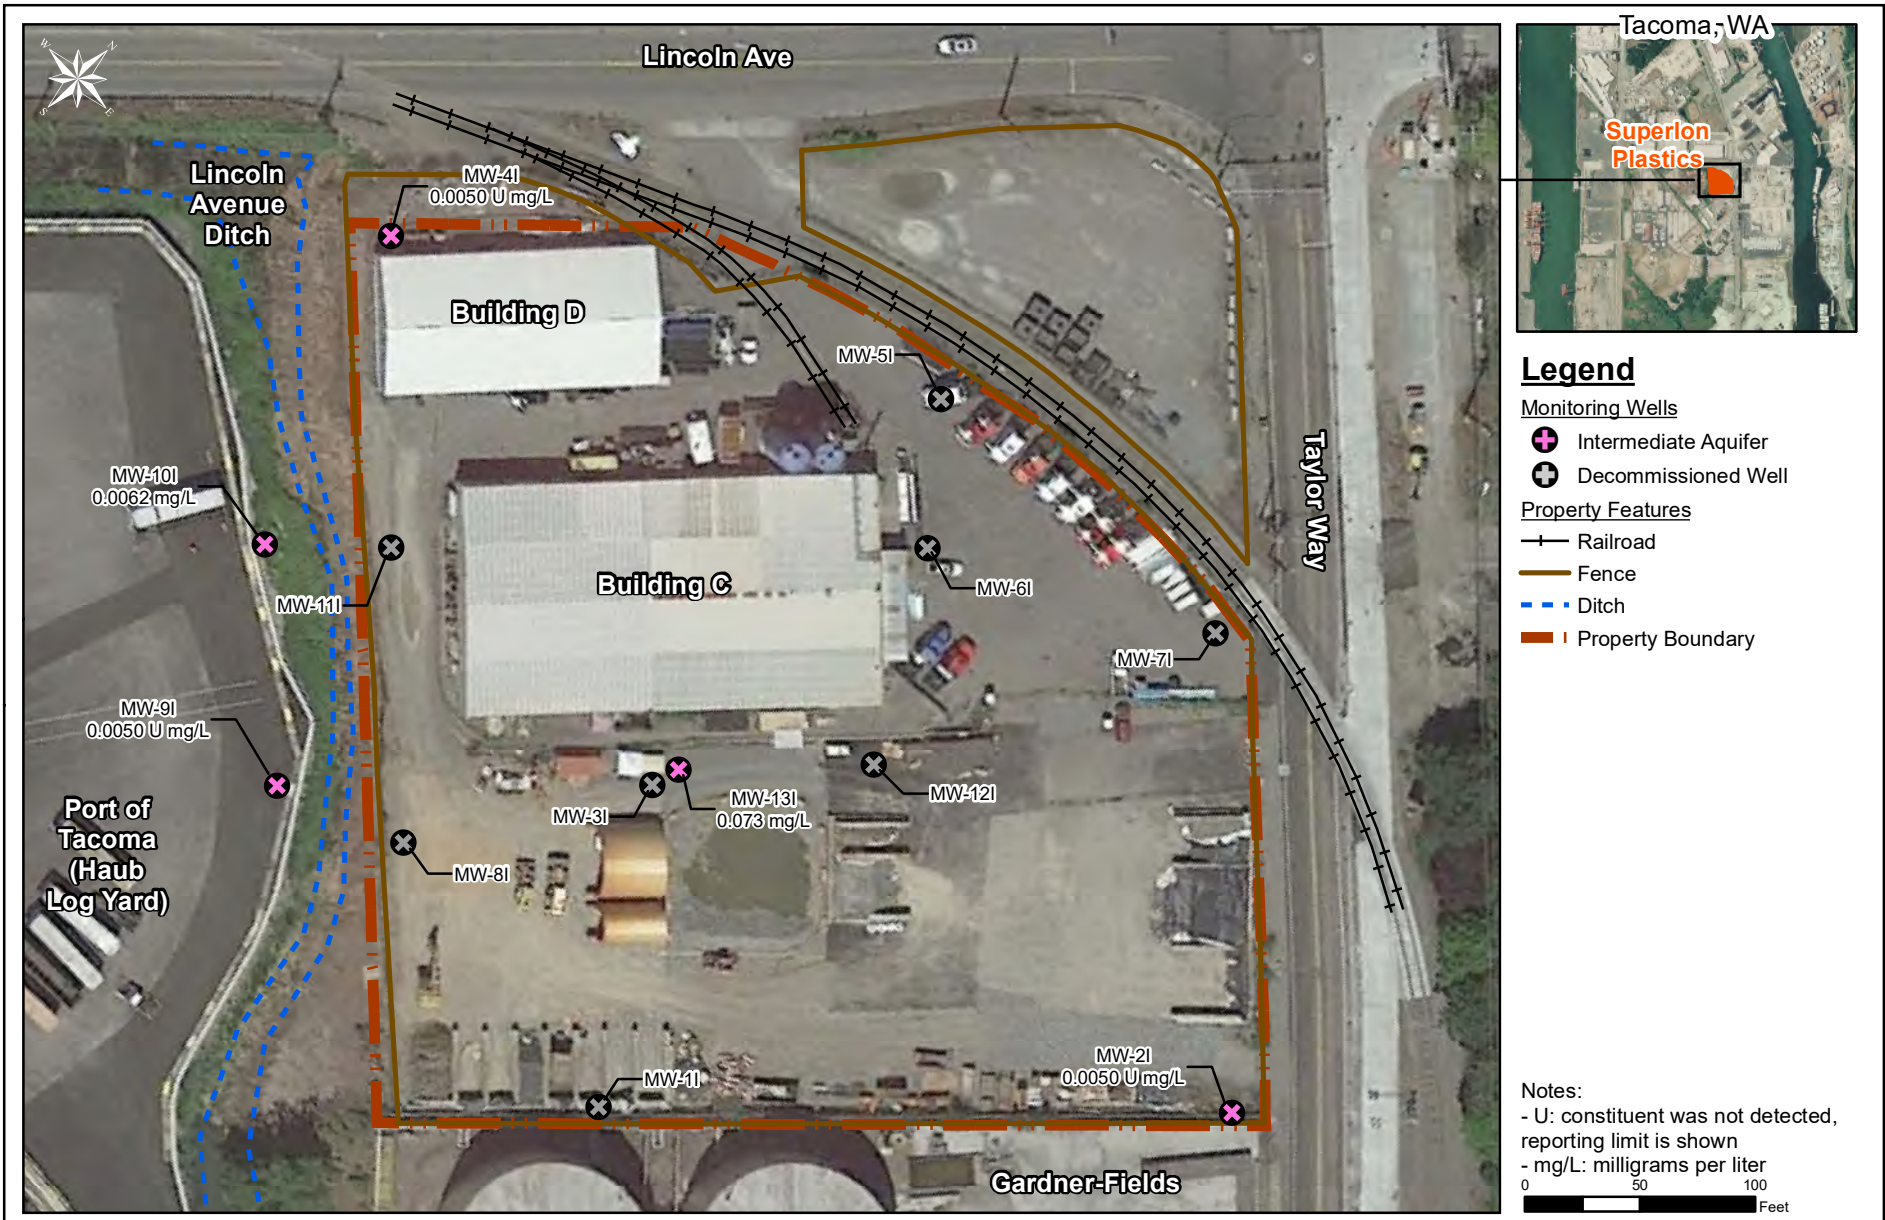 Lincoln Ave
W
N
S
E
Lincoln
Avenue
Ditch
MW-4I
0.0050 U mg/L
Building D
MW-5I
MW-10I
0.0062 mg/L
MW-11I
Building C
MW-6I
Taylor Way
MW-7I
MW-9I
0.0050 U mg/L
MW-3I
MW-13I
0.073 mg/L
MW-12I
Port of
Tacoma
(Haub
Log Yard)
MW-8I
MW-1I
MW-2I
0.0050 U mg/L
Gardner-Fields
Tacoma, WA
Superlon
Plastics
Legend
Monitoring Wells
Intermediate Aquifer
Decommissioned Well
Property Features
Railroad
Fence
Ditch
Property Boundary
Notes:
- U: constituent was not detected,
reporting limit is shown
- mg/L: milligrams per liter
0 50 100
Feet